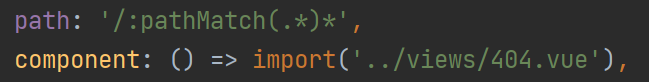 path: '/:pathMatch(.*)*',
component: () => import('../views/404.vue'),